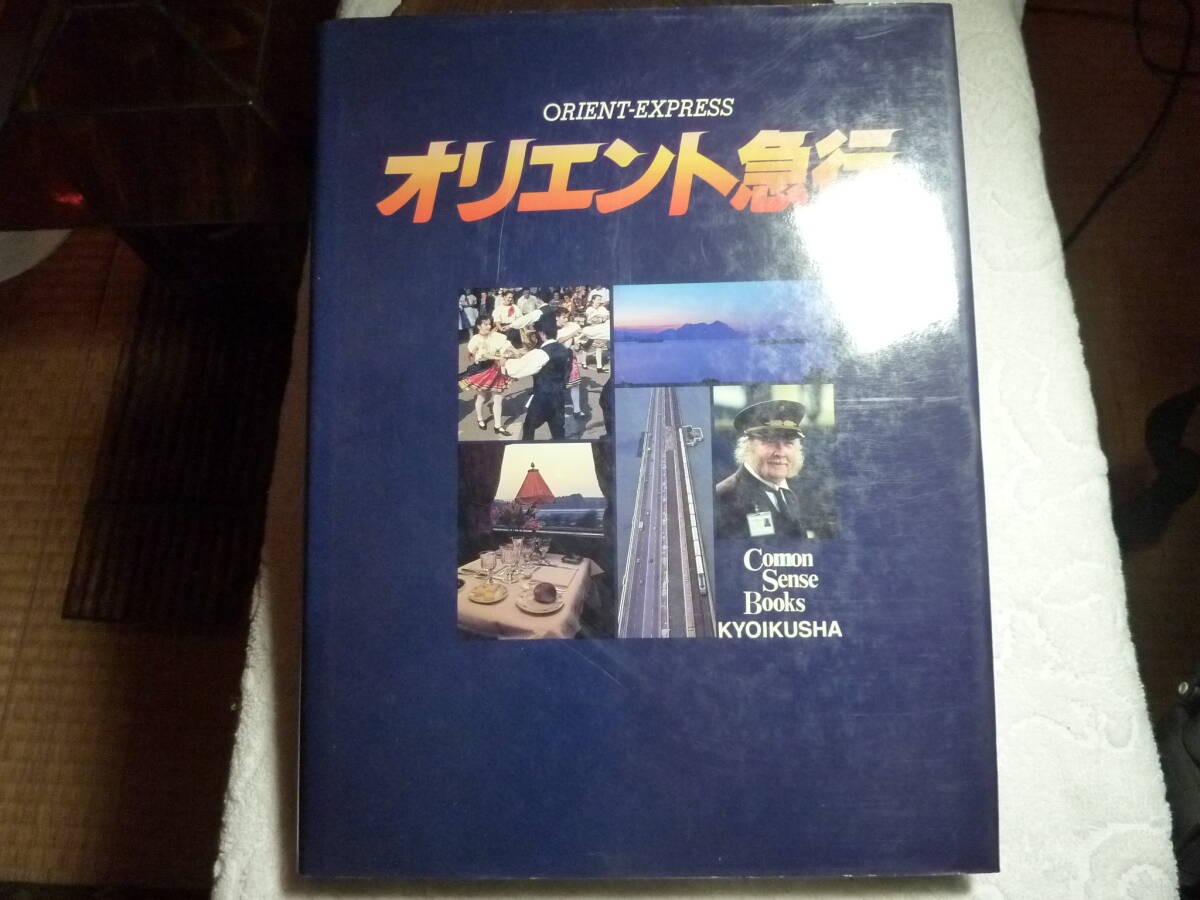 ORIENT-EXPRESS
オリエント急行
Comon
Sense
Books
KYOIKUSHA